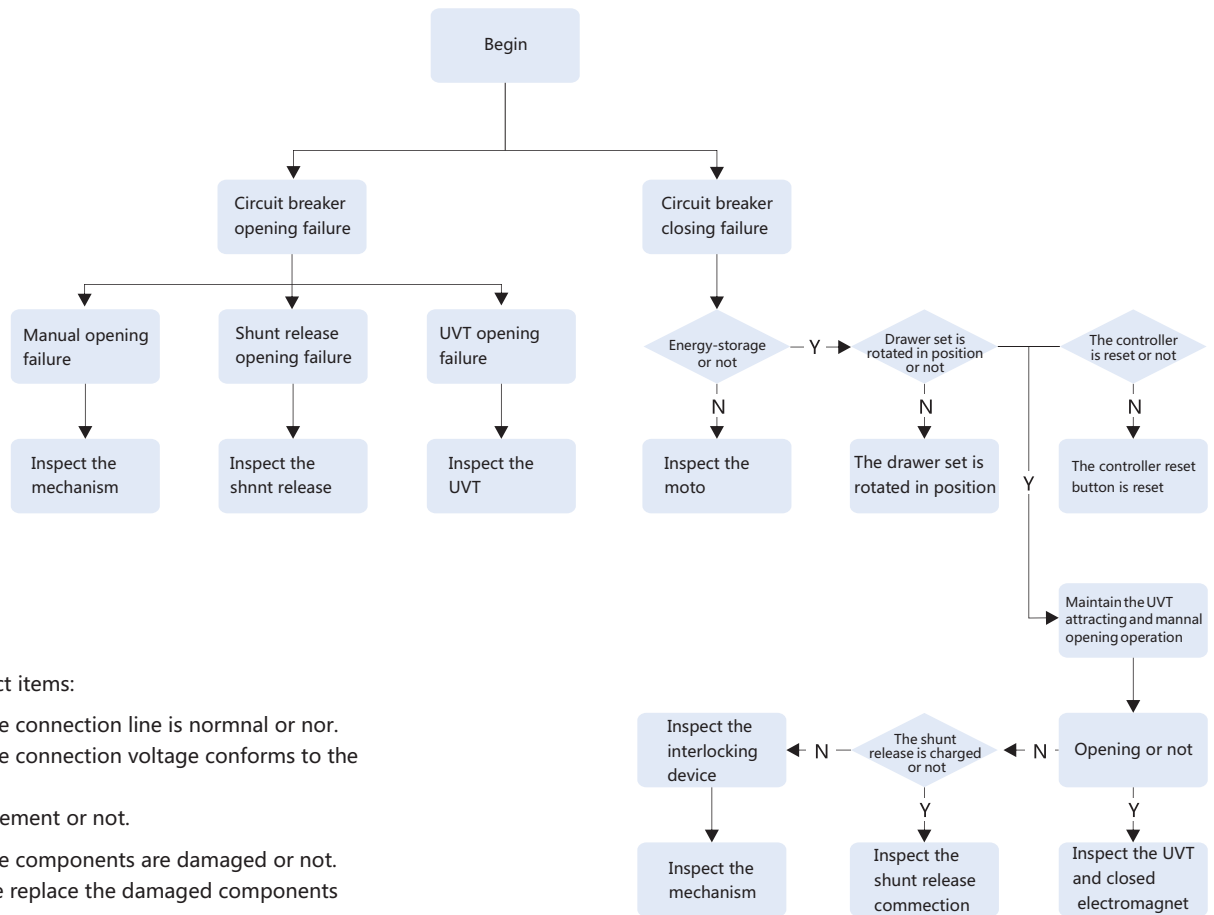 Begin
Circuit breaker
opening failure
Circuit breaker
closing failure
Manual opening
failure
Shunt release
opening failure
UVT opening
failure
Energy-storage
or not
Y
Drawer set is
rotated in position
or not
The controller
is reset or not
N
N
N
Inspect the
mechanism
Inspect the
shnnt release
Inspect the
UVT
Inspect the
moto
The drawer set is
rotated in position
Y
The controller reset
button is reset
Maintain the UVT
attracting and mannal
opening operation
ct items:
e connection line is normnal or nor.
e connection voltage conforms to the
ement or not.
e components are damaged or not.
e replace the damaged components
Inspect the
interlocking
device
N
The shunt
release is charged
or not
N
Opening or not
Y
Y
Inspect the
mechanism
Inspect the
shunt release
commection
Inspect the UVT
and closed
electromagnet